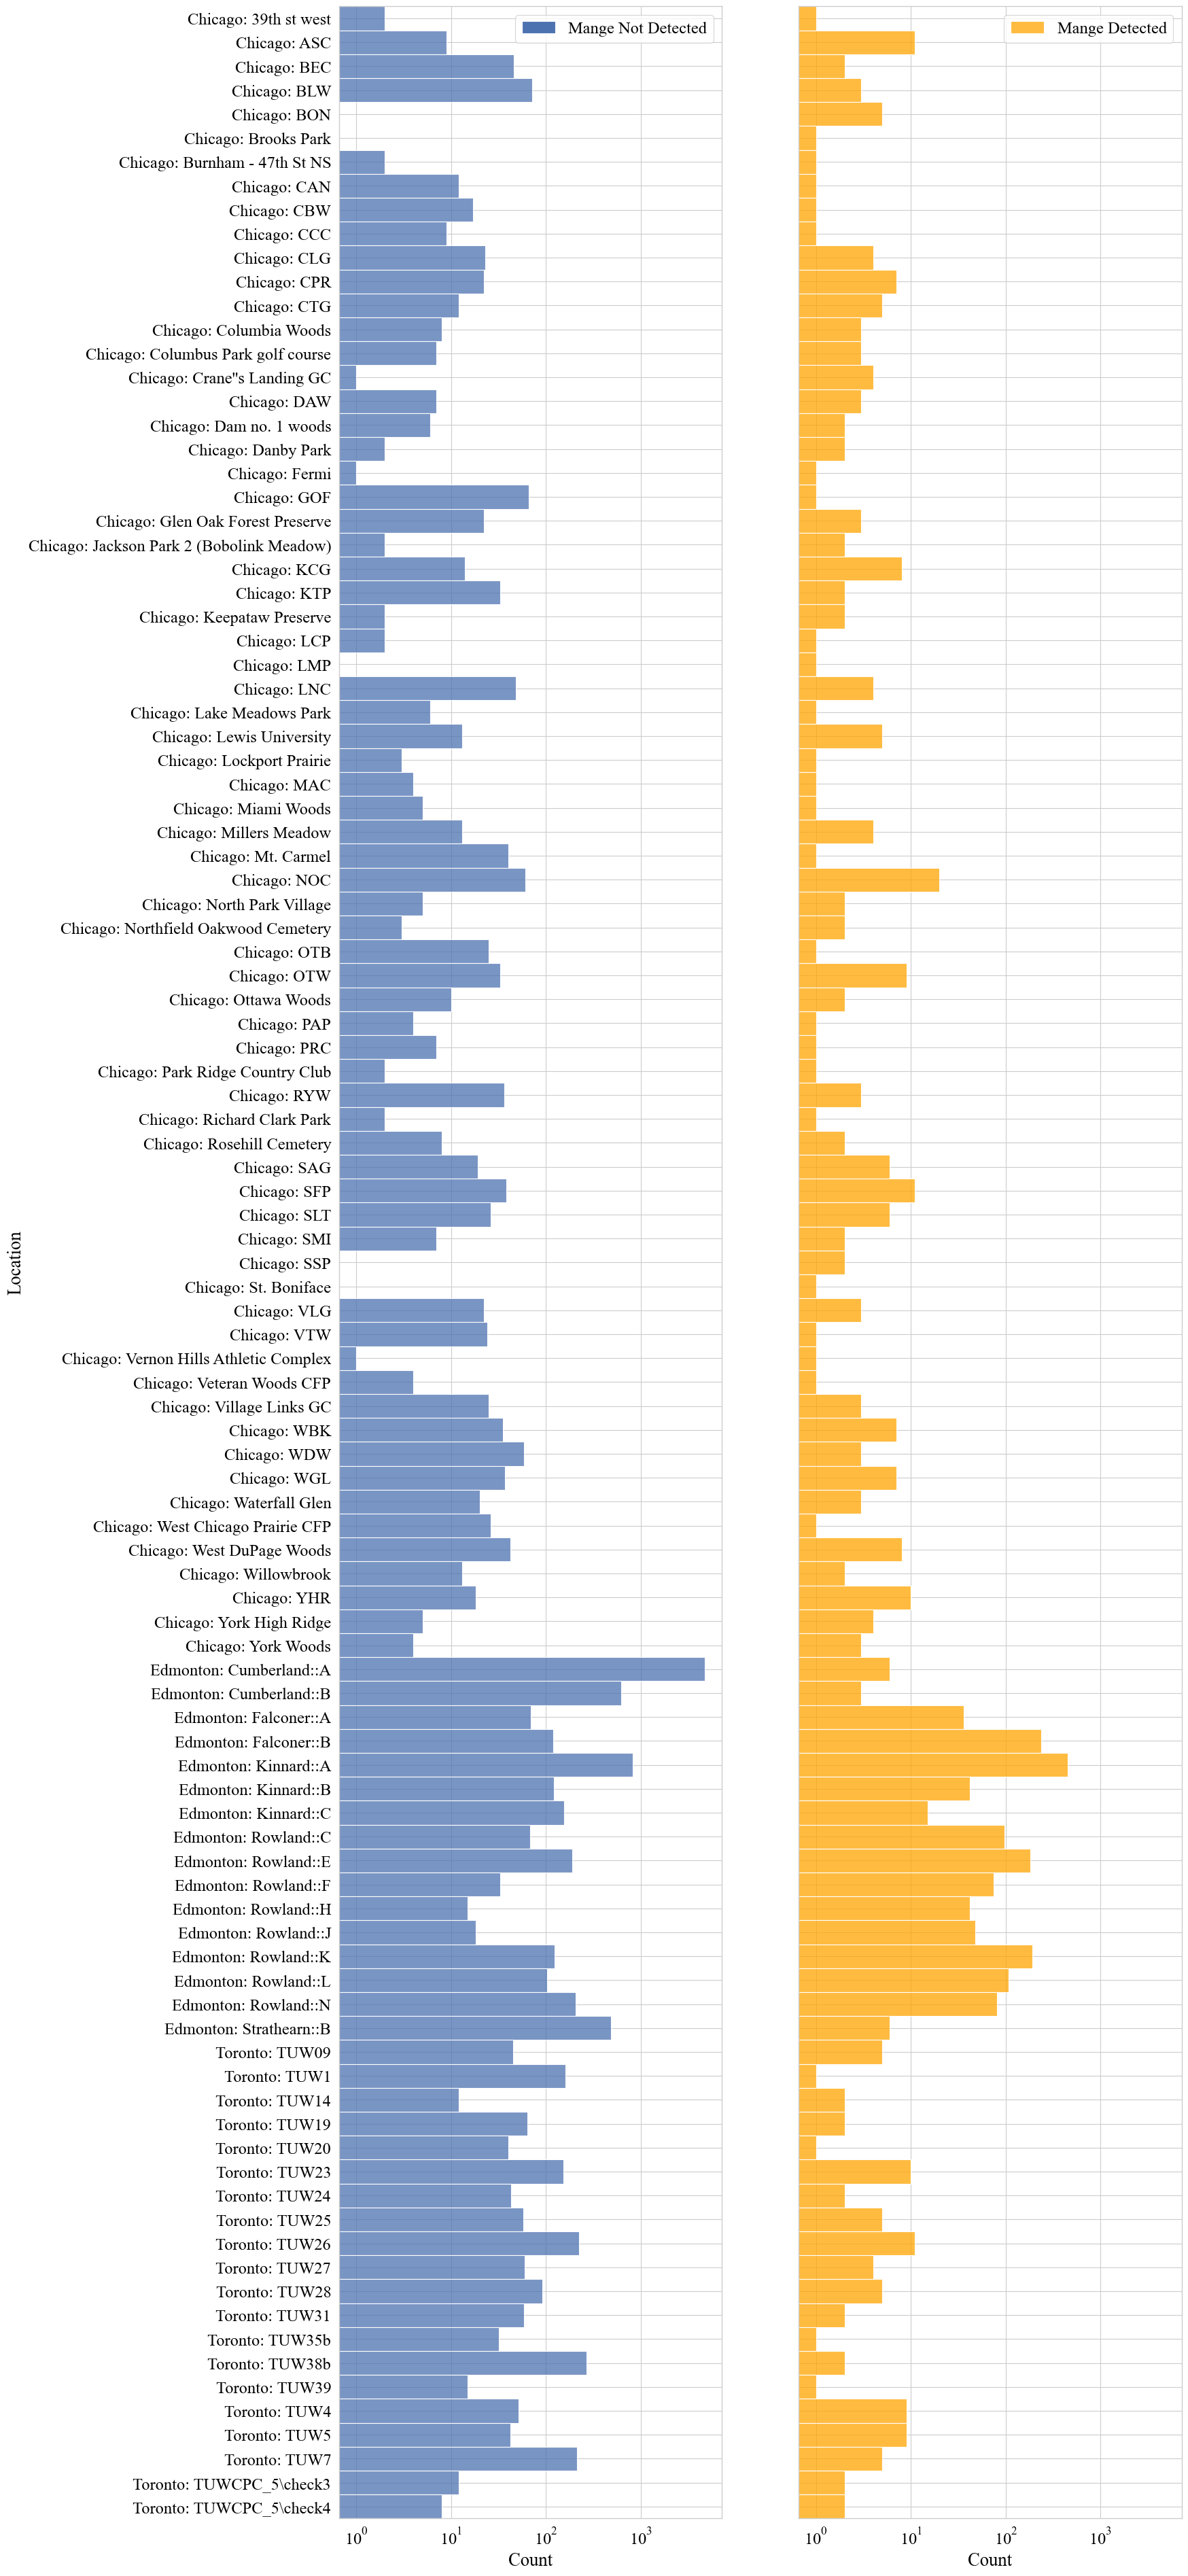 Mange Not Detected
Mange Detected
Chicago: 39th st west
Chicago: ASC
Chicago: BEC
Chicago: BLW
Chicago: BON
Chicago: Brooks Park
Chicago: Burnham - 47th St NS
Chicago: CAN
Chicago: CBW
Chicago: CCC
Chicago: CLG
Chicago: CPR
Chicago: CTG
Chicago: Columbia Woods
Chicago: Columbus Park golf course
Chicago: Crane"s Landing GC
Chicago: DAW
Chicago: Dam no. 1 woods
Chicago: Danby Park
Chicago: Fermi
Chicago: GOF
Chicago: Glen Oak Forest Preserve
Chicago: Jackson Park 2 (Bobolink Meadow)
Chicago: KCG
Chicago: KTP
Chicago: Keepataw Preserve
Chicago: LCP
Chicago: LMP
Chicago: LNC
Chicago: Lake Meadows Park
Chicago: Lewis University
Chicago: Lockport Prairie
Chicago: MAC
Chicago: Miami Woods
Chicago: Millers Meadow
Chicago: Mt. Carmel
Chicago: NOC
Chicago: North Park Village
Chicago: Northfield Oakwood Cemetery
Chicago: OTB
Chicago: OTW
Chicago: Ottawa Woods
Chicago: PAP
Chicago: PRC
Chicago: Park Ridge Country Club
Chicago: RYW
Chicago: Richard Clark Park
Chicago: Rosehill Cemetery
Chicago: SAG
Chicago: SFP
Chicago: SLT
Chicago: SMI
Chicago: SSP
Chicago: St. Boniface
Chicago: VLG
Chicago: VTW
Chicago: Vernon Hills Athletic Complex
Chicago: Veteran Woods CFP
Chicago: Village Links GC
Chicago: WBK
Chicago: WDW
Chicago: WGL
Chicago: Waterfall Glen
Chicago: West Chicago Prairie CFP
Chicago: West DuPage Woods
Chicago: Willowbrook
Chicago: YHR
Chicago: York High Ridge
Chicago: York Woods
Edmonton: Cumberland::A
Edmonton: Cumberland::B
Edmonton: Falconer::A
Edmonton: Falconer::B
Edmonton: Kinnard::A
Edmonton: Kinnard::B
Edmonton: Kinnard::C
Edmonton: Rowland::C
Edmonton: Rowland::E
Edmonton: Rowland::F
Edmonton: Rowland::H
Edmonton: Rowland::J
Edmonton: Rowland::K
Edmonton: Rowland::L
Edmonton: Rowland::N
Edmonton: Strathearn::B
Toronto: TUW09
Toronto: TUW1
Toronto: TUW14
Toronto: TUW19
Toronto: TUW20
Toronto: TUW23
Toronto: TUW24
Toronto: TUW25
Toronto: TUW26
Toronto: TUW27
Toronto: TUW28
Toronto: TUW31
Toronto: TUW35b
Toronto: TUW38b
Toronto: TUW39
Toronto: TUW4
Toronto: TUW5
Toronto: TUW7
Toronto: TUWCPC_5\check3
Toronto: TUWCPC_5\check4
Location
10⁰ 10¹ 10² 10³
Count
10⁰ 10¹ 10² 10³
Count